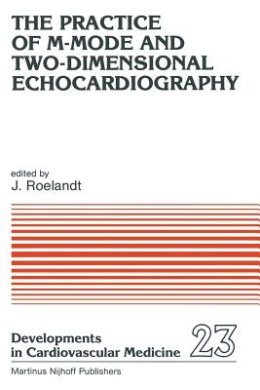 THE PRACTICE
OF M-MODE AND
TWO-DIMENSIONAL
ECHOCARDIOGRAPHY
edited by
J. Roelandt
Developments
in Cardiovascular Medicine 23
Martinus Nijhoff Publishers